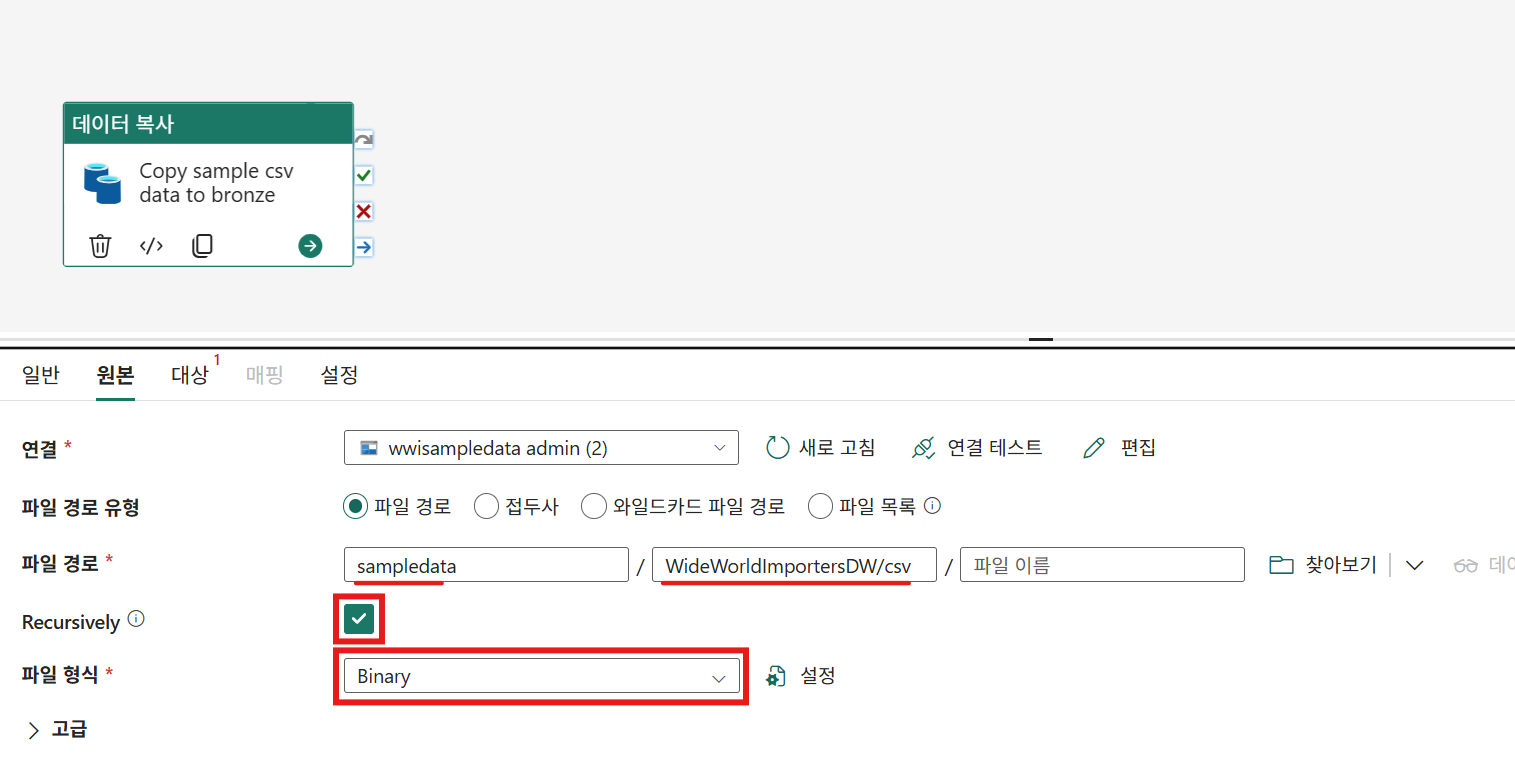 데이터 복사
Copy sample csv
data to bronze
일반 원본 대상 1 매핑 설정
연결 * wwisampledata admin (2) 새로 고침 연결 테스트 편집
파일 경로 유형 파일 경로 접두사 와일드카드 파일 경로 파일 목록
파일 경로 * sampledata / WideWorldImportersDW/csv / 파일 이름 찾아보기
Recursively
파일 형식 * Binary 설정
고급